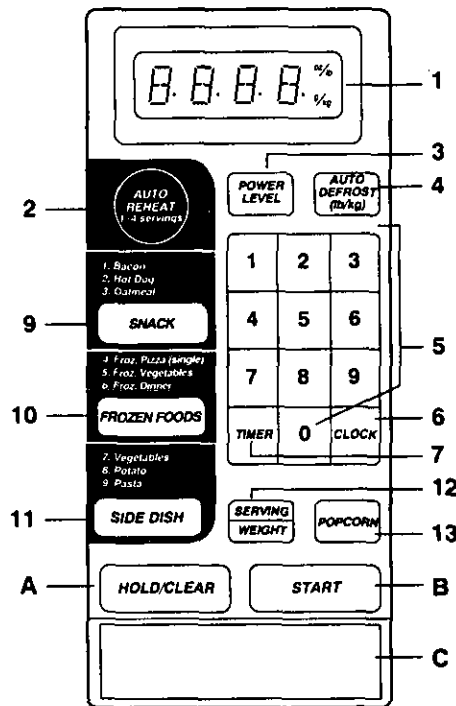 8.8.8.8. oz/lb
g/kg
1
3
2
AUTO
REHEAT
1-4 servings
POWER
LEVEL
AUTO
DEFROST
(lb/kg)
4
1. Bacon
2. Hot Dog
3. Oatmeal
9
SNACK
1 2 3
4 5 6
5
4. Froz. Pizza (single)
5. Froz. Vegetables
6. Froz. Dinner
10
FROZEN FOODS
7 8 9
6
TIMER 0 CLOCK
7
7. Vegetables
8. Potato
9. Pasta
11
SIDE DISH
12
SERVING
WEIGHT
POPCORN
13
A
HOLD/CLEAR
START
B
C